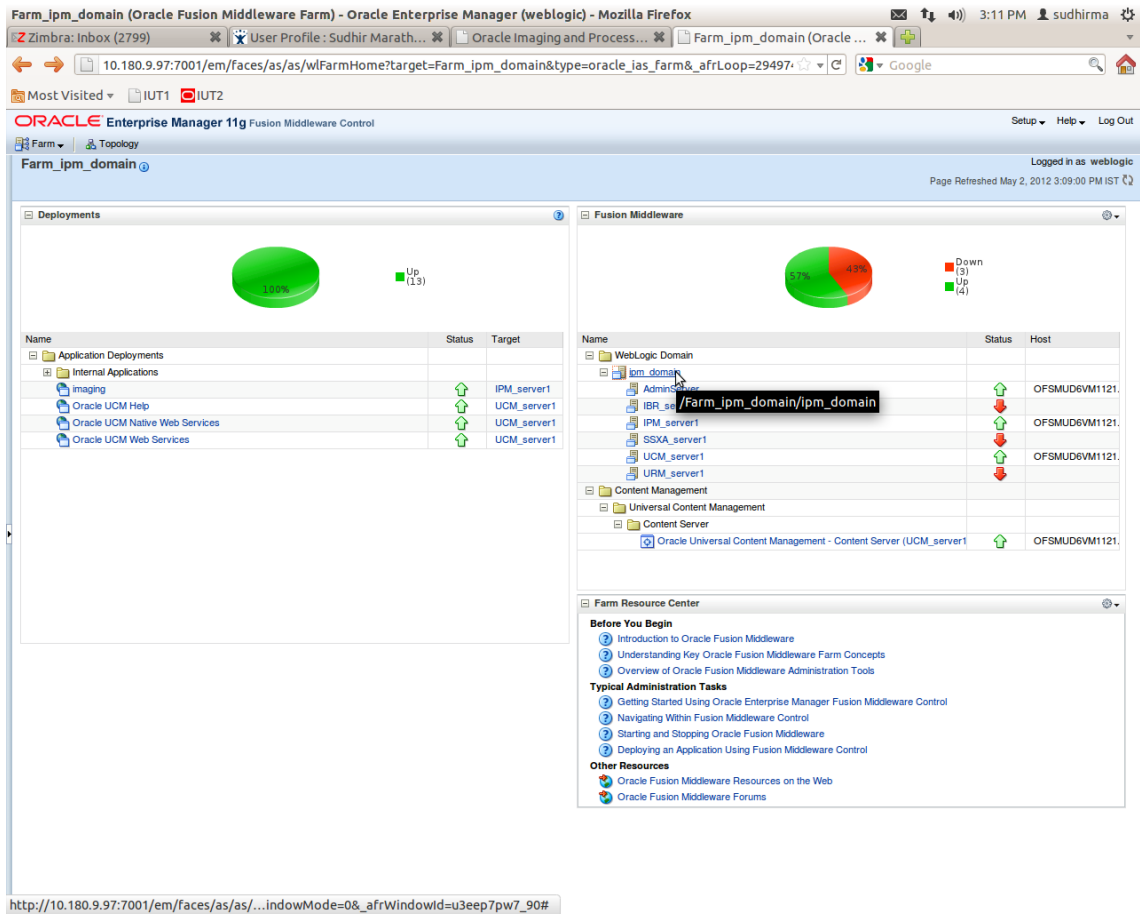 Farm_ipm_domain (Oracle Fusion Middleware Farm) - Oracle Enterprise Manager (weblogic) - Mozilla Firefox 3:11 PM sudhirma
Zimbra: Inbox (2799) User Profile : Sudhir Marath... Oracle Imaging and Process... Farm_ipm_domain (Oracle ...
10.180.9.97:7001/em/faces/as/as/wlFarmHome?target=Farm_ipm_domain&type=oracle_ias_farm&_afrLoop=29497 Google
Most Visited IUT1 IUT2
ORACLE Enterprise Manager 11g Fusion Middleware Control Setup Help Log Out
Farm Topology
Farm_ipm_domain Logged in as weblogic
Page Refreshed May 2, 2012 3:09:00 PM IST
Deployments
100%
Up
(13)
Name Status Target
Application Deployments
Internal Applications
imaging IPM_server1
Oracle UCM Help UCM_server1
Oracle UCM Native Web Services UCM_server1
Oracle UCM Web Services UCM_server1
Fusion Middleware
57% 43%
Down
(3)
Up
(4)
Name Status Host
WebLogic Domain
ipm_domain
AdminServer OFSMUD6VM1121.
/Farm_ipm_domain/ipm_domain
IBR_se
IPM_server1 OFSMUD6VM1121.
SSXA_server1
UCM_server1 OFSMUD6VM1121.
URM_server1
Content Management
Universal Content Management
Content Server
Oracle Universal Content Management - Content Server (UCM_server1 OFSMUD6VM1121.
Farm Resource Center
Before You Begin
Introduction to Oracle Fusion Middleware
Understanding Key Oracle Fusion Middleware Farm Concepts
Overview of Oracle Fusion Middleware Administration Tools
Typical Administration Tasks
Getting Started Using Oracle Enterprise Manager Fusion Middleware Control
Navigating Within Fusion Middleware Control
Starting and Stopping Oracle Fusion Middleware
Deploying an Application Using Fusion Middleware Control
Other Resources
Oracle Fusion Middleware Resources on the Web
Oracle Fusion Middleware Forums
http://10.180.9.97:7001/em/faces/as/as/...indowMode=0&_afrWindowId=u3eep7pw7_90#